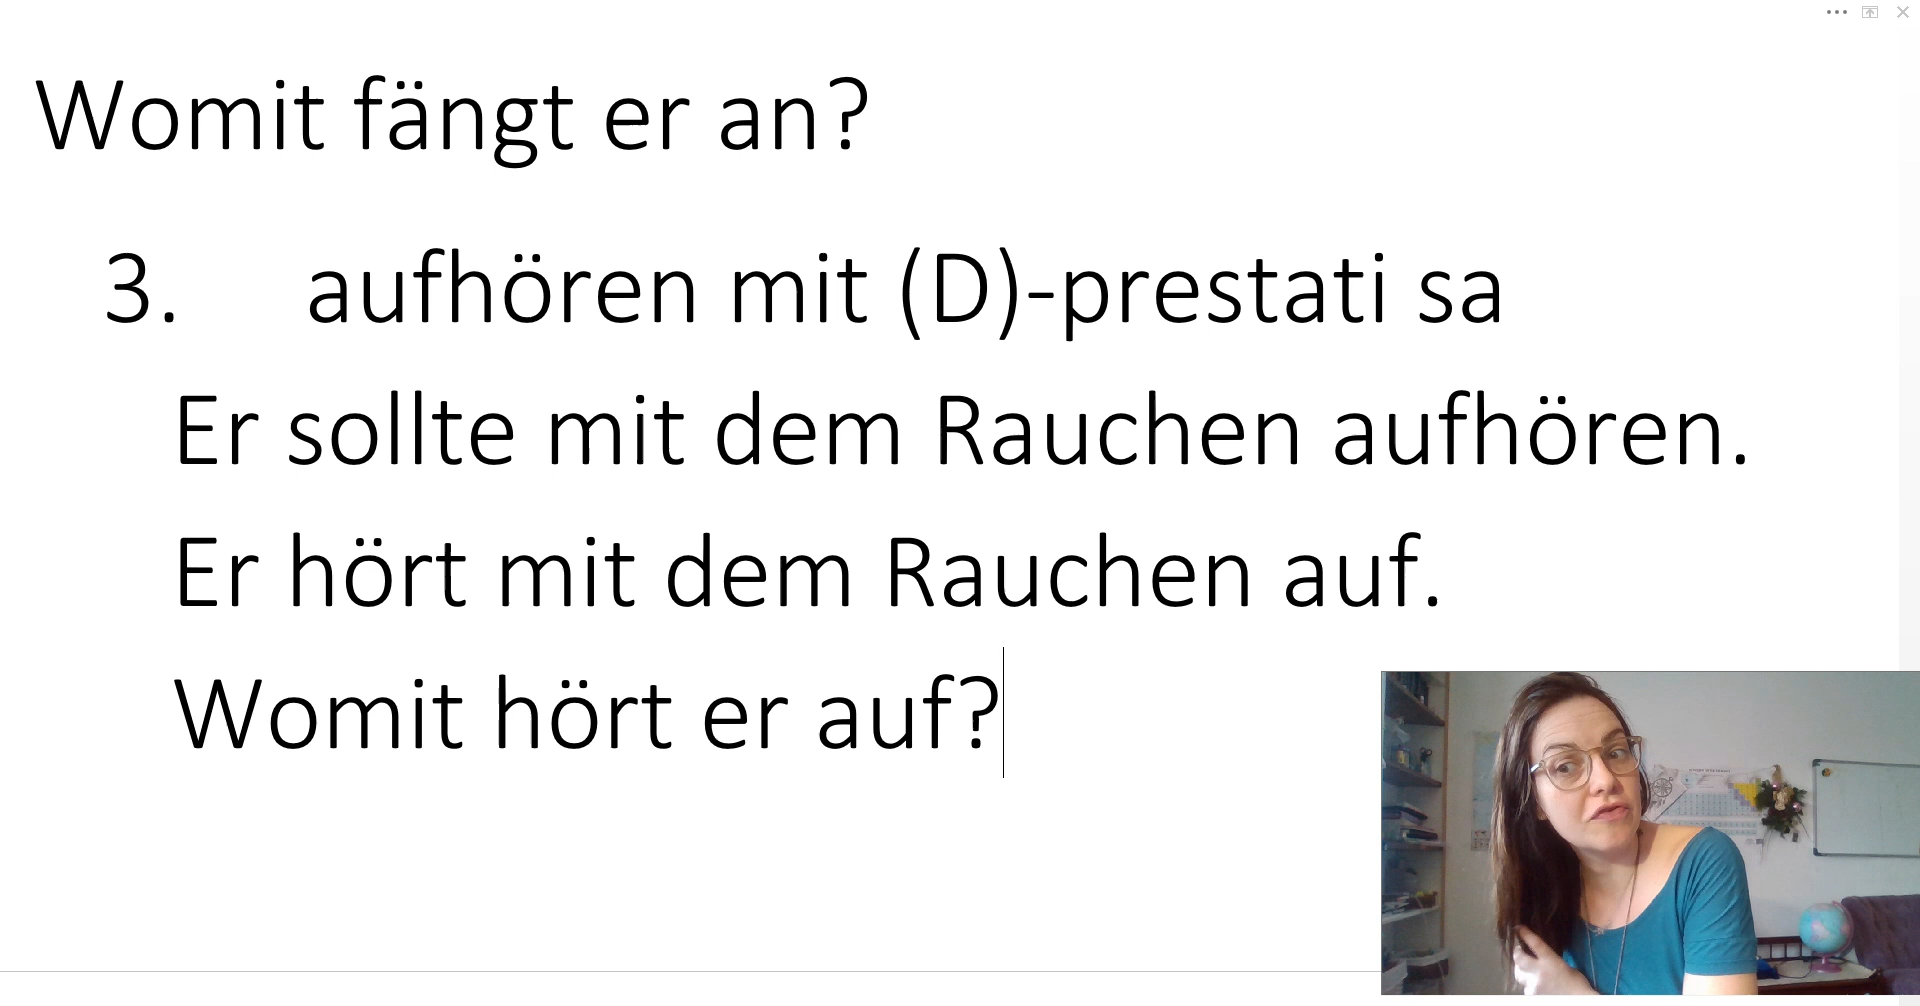 Womit fängt er an?
3. aufhören mit (D)-prestati sa
Er sollte mit dem Rauchen aufhören.
Er hört mit dem Rauchen auf.
Womit hört er auf?